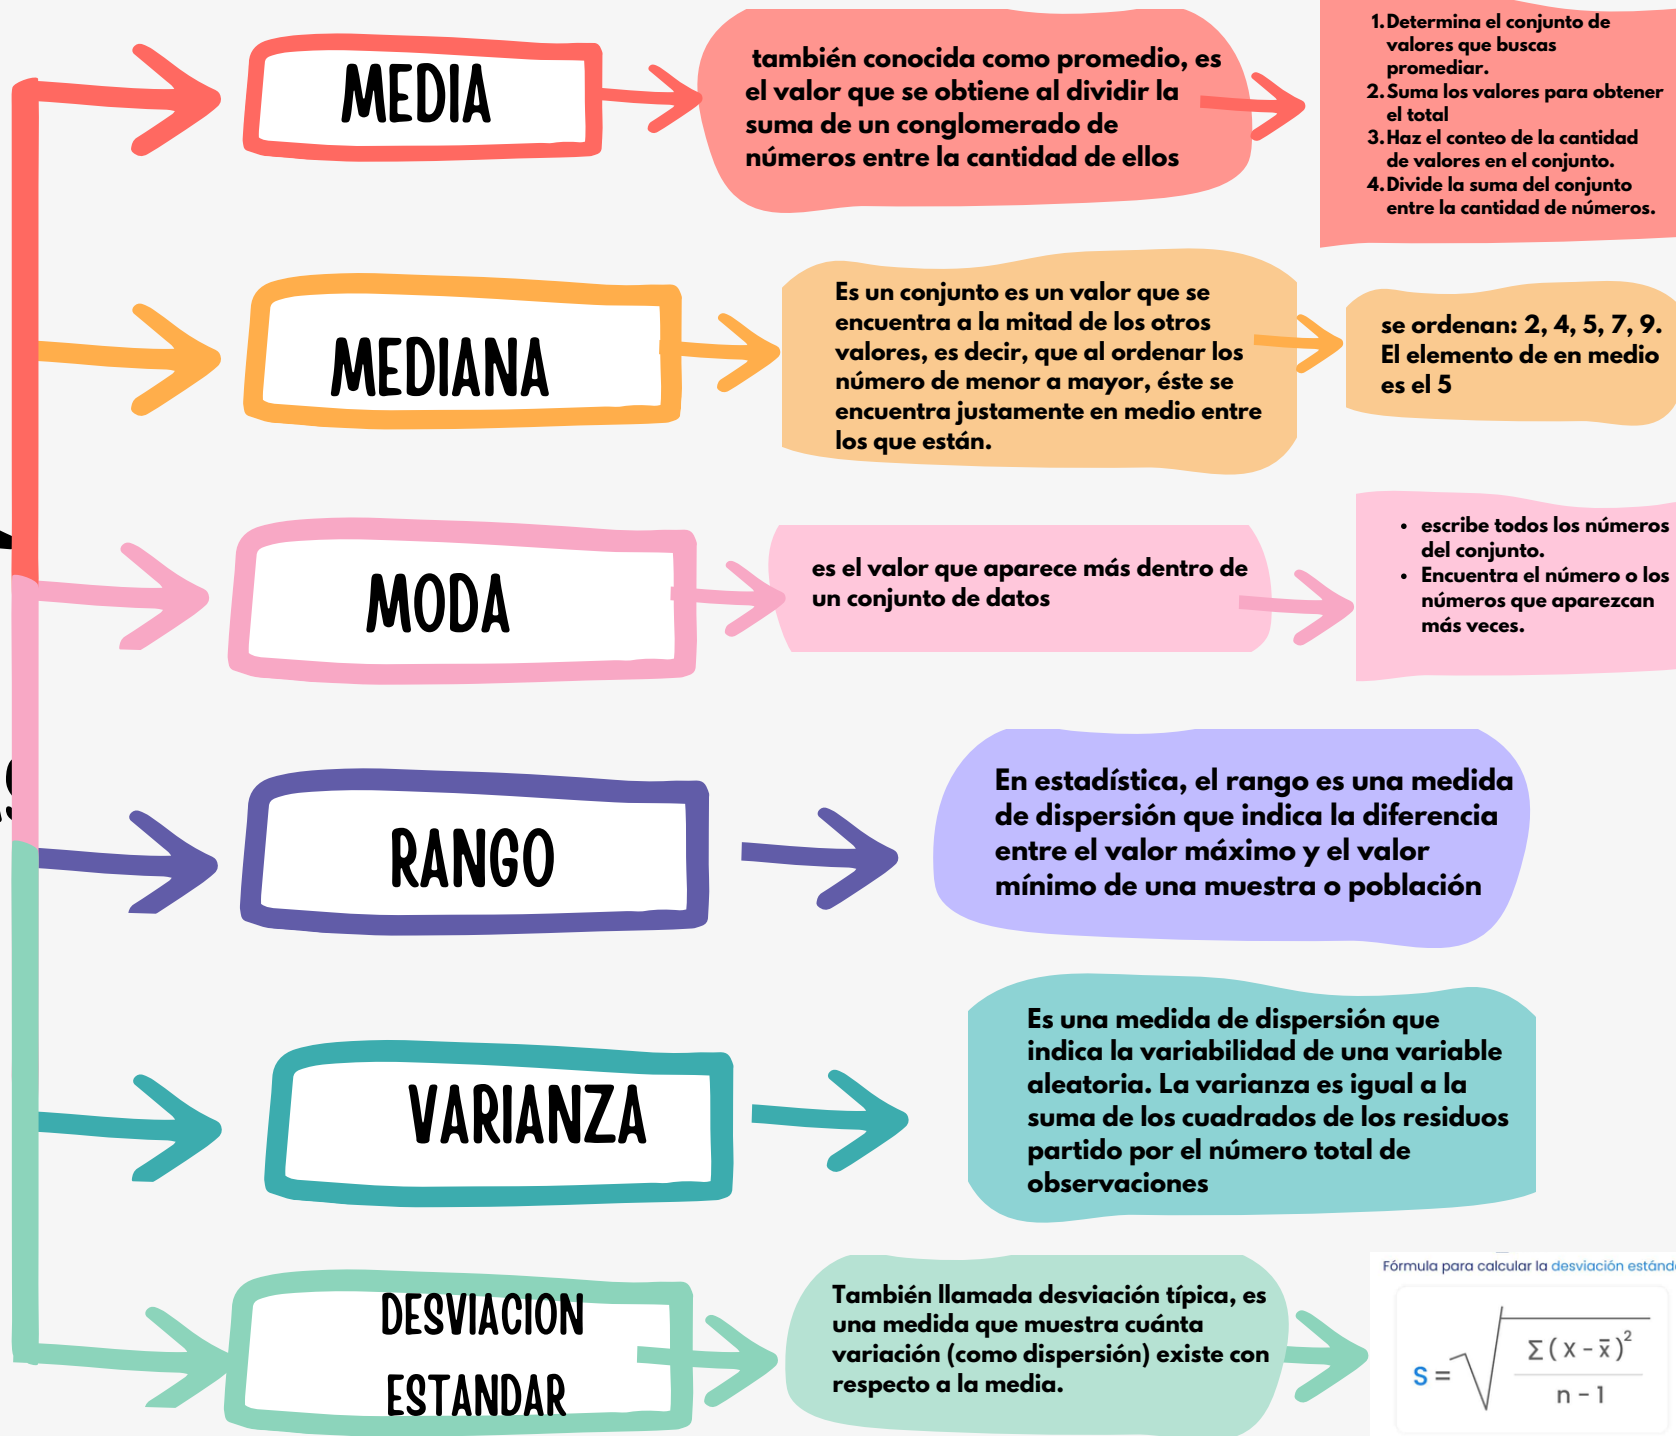 MEDIA
también conocida como promedio, es
el valor que se obtiene al dividir la
suma de un conglomerado de
números entre la cantidad de ellos
1. Determina el conjunto de
valores que buscas
promediar.
2. Suma los valores para obtener
el total
3. Haz el conteo de la cantidad
de valores en el conjunto.
4. Divide la suma del conjunto
entre la cantidad de números.
MEDIANA
Es un conjunto es un valor que se
encuentra a la mitad de los otros
valores, es decir, que al ordenar los
número de menor a mayor, éste se
encuentra justamente en medio entre
los que están.
se ordenan: 2, 4, 5, 7, 9.
El elemento de en medio
es el 5
MODA
es el valor que aparece más dentro de
un conjunto de datos
• escribe todos los números
del conjunto.
• Encuentra el número o los
números que aparezcan
más veces.
RANGO
En estadística, el rango es una medida
de dispersión que indica la diferencia
entre el valor máximo y el valor
mínimo de una muestra o población
VARIANZA
Es una medida de dispersión que
indica la variabilidad de una variable
aleatoria. La varianza es igual a la
suma de los cuadrados de los residuos
partido por el número total de
observaciones
DESVIACION
ESTANDAR
También llamada desviación típica, es
una medida que muestra cuánta
variación (como dispersión) existe con
respecto a la media.
Fórmula para calcular la desviación estánd
S = √ Σ ( x - x̄ )² / n - 1